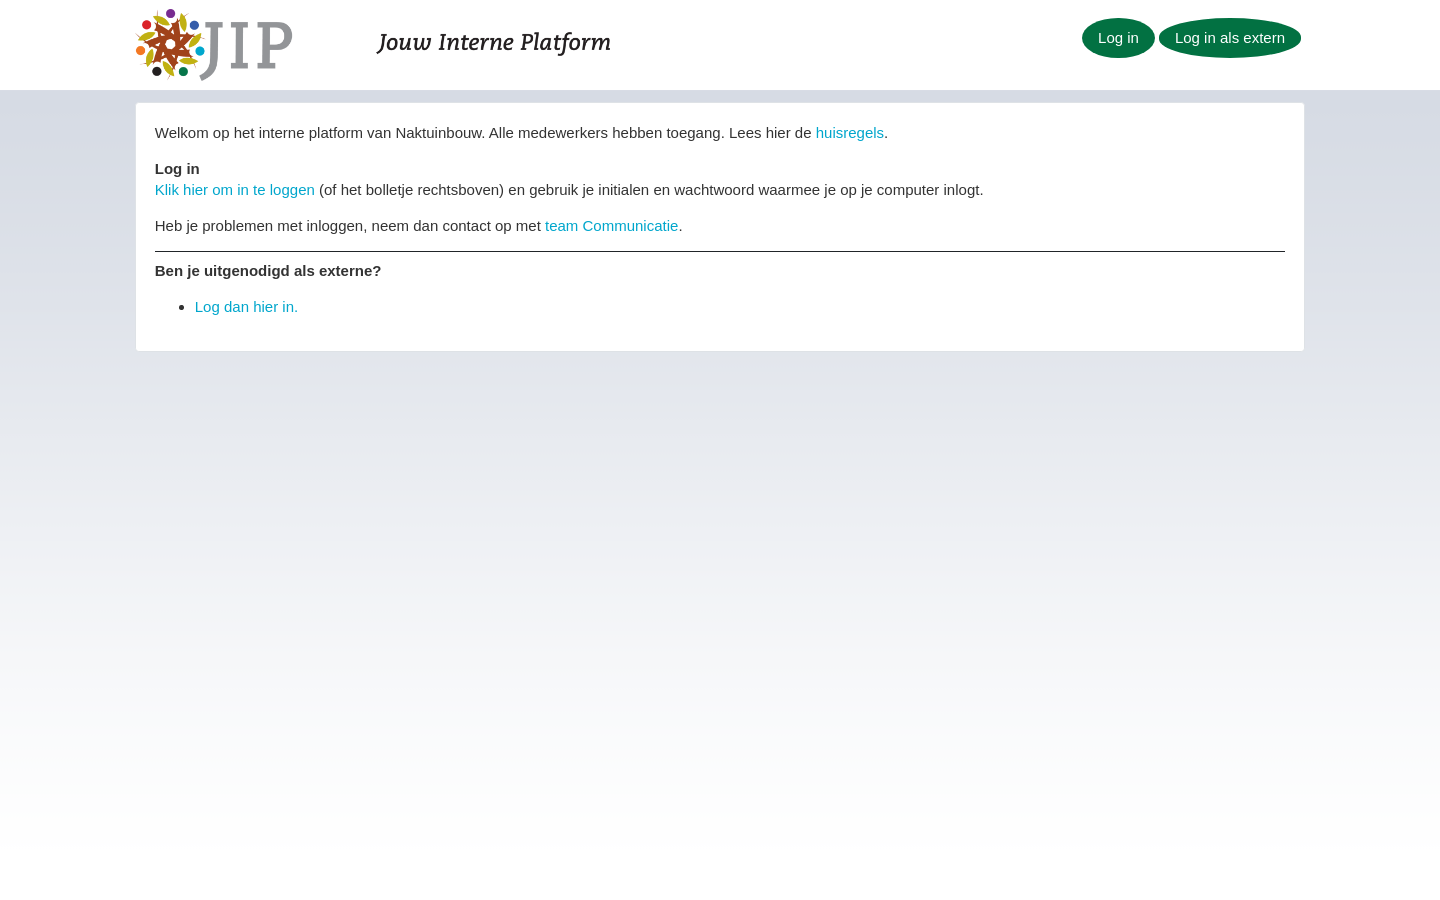 JIP
Jouw Interne Platform
Log in
Log in als extern
Welkom op het interne platform van Naktuinbouw. Alle medewerkers hebben toegang. Lees hier de huisregels.
Log in
Klik hier om in te loggen (of het bolletje rechtsboven) en gebruik je initialen en wachtwoord waarmee je op je computer inlogt.
Heb je problemen met inloggen, neem dan contact op met team Communicatie.
Ben je uitgenodigd als externe?
Log dan hier in.